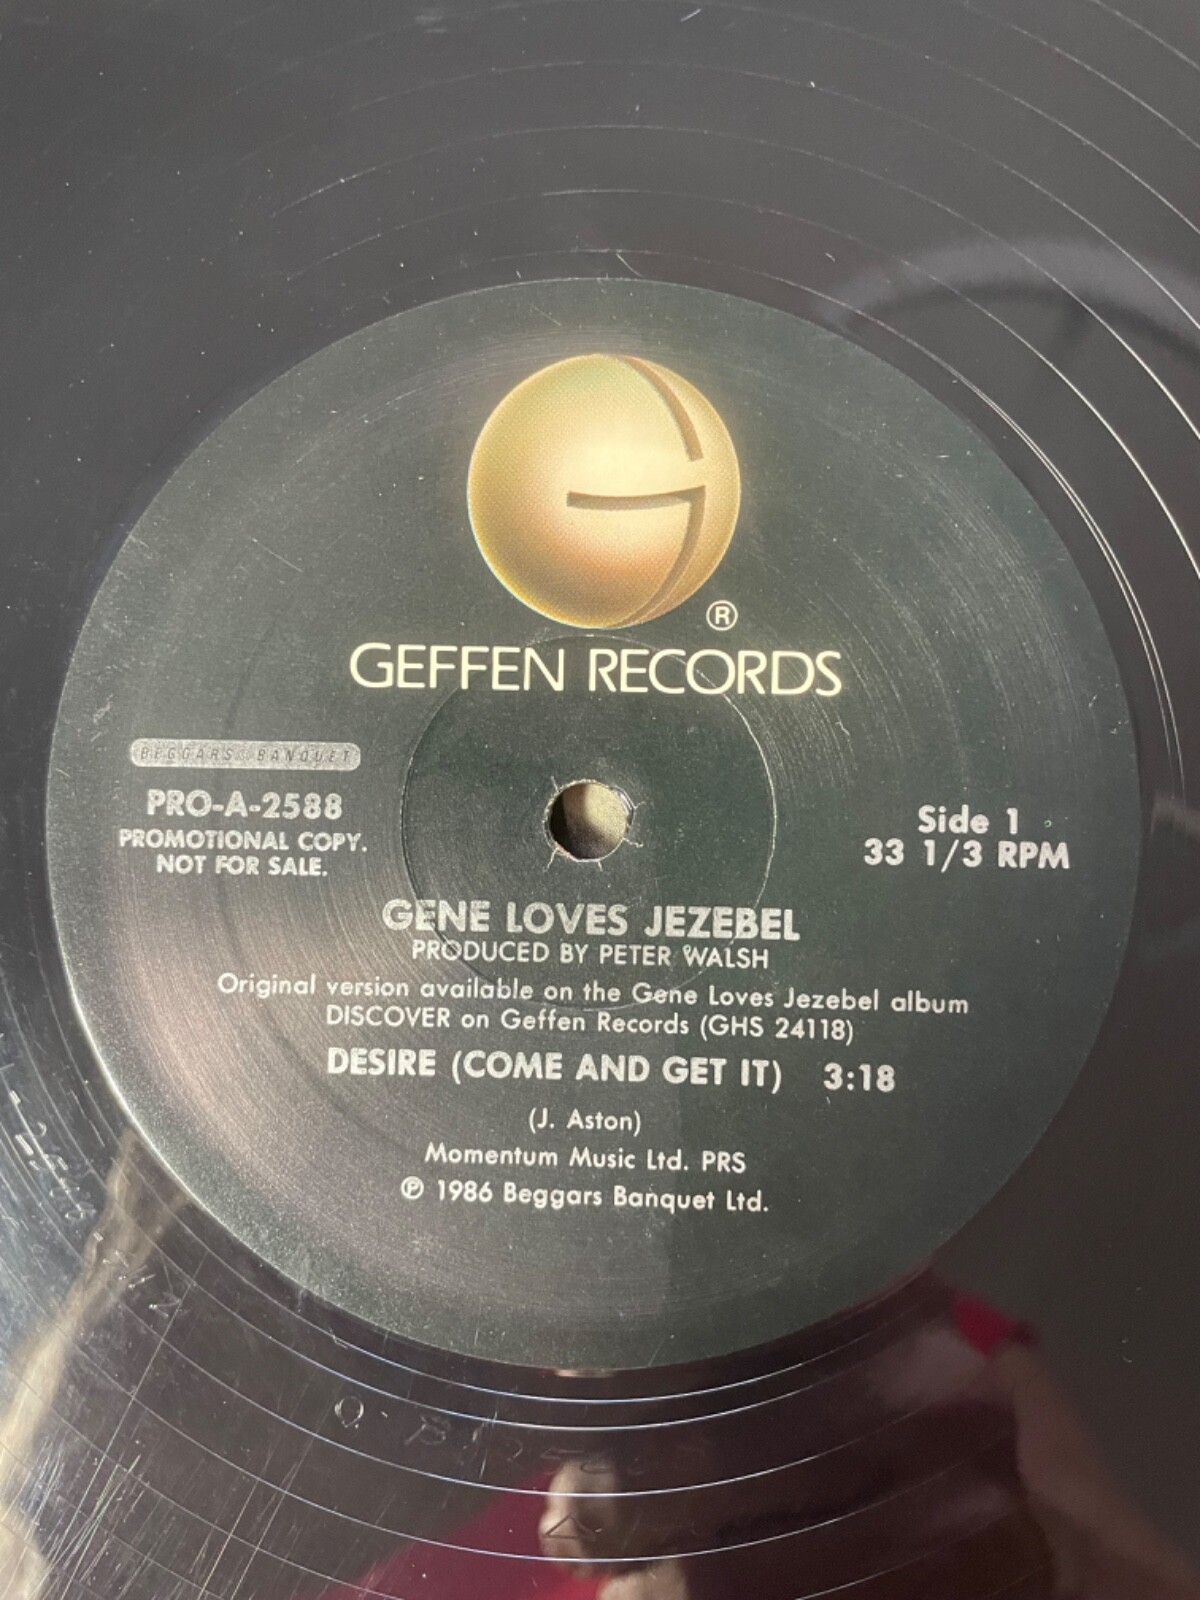 ®
GEFFEN RECORDS
BEGGARS BANQUET
PRO-A-2588
PROMOTIONAL COPY.
NOT FOR SALE.
Side 1
33 1/3 RPM
GENE LOVES JEZEBEL
PRODUCED BY PETER WALSH
Original version available on the Gene Loves Jezebel album
DISCOVER on Geffen Records (GHS 24118)
DESIRE (COME AND GET IT) 3:18
(J. Aston)
Momentum Music Ltd. PRS
℗ 1986 Beggars Banquet Ltd.